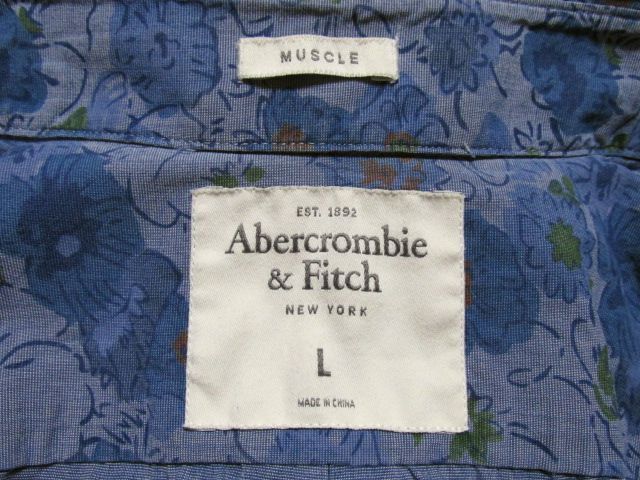 MUSCLE
EST. 1892
Abercrombie
& Fitch
NEW YORK
L
MADE IN CHINA